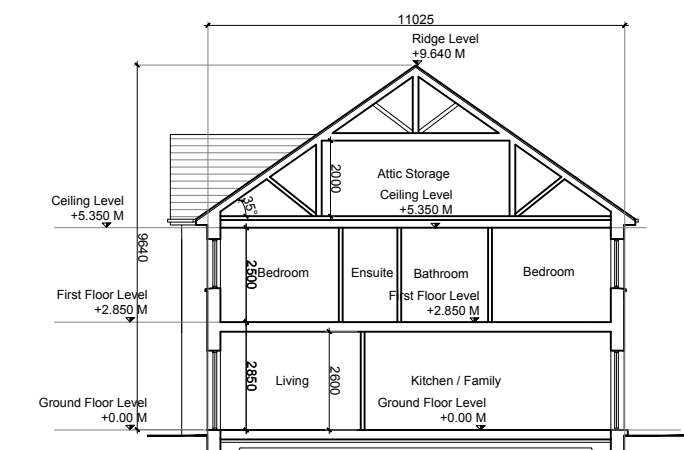 11025
Ridge Level
+9.640 M
Attic Storage
2000
Ceiling Level
+5.350 M
Ceiling Level
+5.350 M
35°
9640
2500
Bedroom
Ensuite
Bathroom
Bedroom
First Floor Level
+2.850 M
First Floor Level
+2.850 M
2850
Living
2600
Kitchen / Family
Ground Floor Level
+0.00 M
Ground Floor Level
+0.00 M